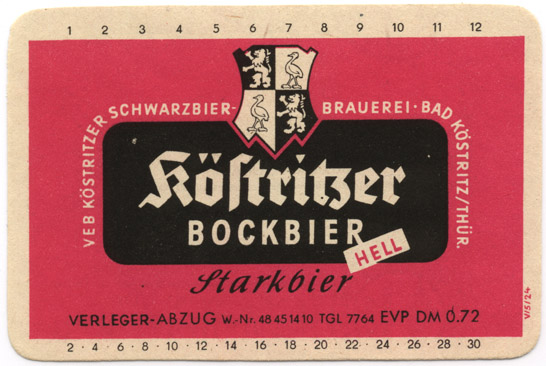 1 2 3 4 5 6 7 8 9 10 11 12
VEB KÖSTRITZER SCHWARZBIER-BRAUEREI · BAD KÖSTRITZ/THÜR.
Köstritzer
BOCKBIER
HELL
Starkbier
VERLEGER-ABZUG W.-Nr. 48 45 14 10 TGL 7764 EVP DM 0.72
V/5/24
2 · 4 · 6 · 8 · 10 · 12 · 14 · 16 · 18 · 20 · 22 · 24 · 26 · 28 · 30